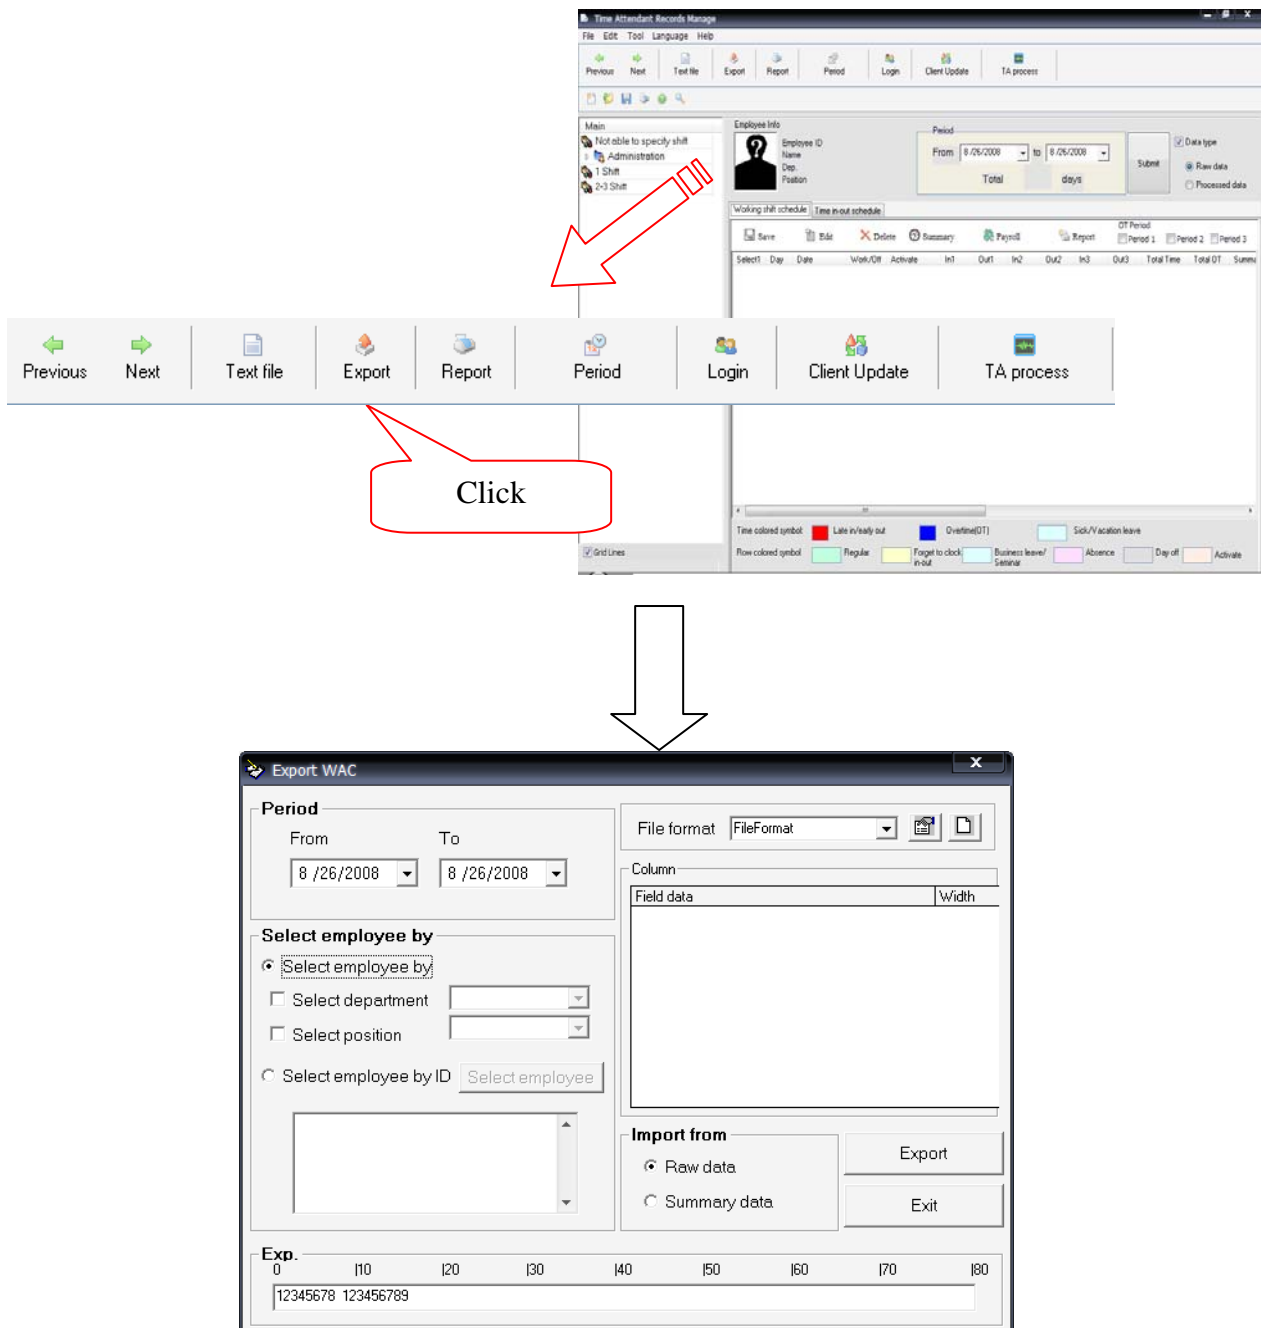 Time Attendant Records Manage
File Edit Tool Language Help
Previous Next Text file Export Report Period Login Client Update TA process
Main
Not able to specify shift
Administration
1 Shift
2-3 Shift
Employee Info
Employee ID
Name
Dep.
Position
Period
From 8 /26/2008 to 8 /26/2008
Total days
Submit
Data type
Raw data
Processed data
Working shift schedule Time in-out schedule
Save Edit Delete Summary Payroll Report
OT Period
Period 1 Period 2 Period 3
Select1 Day Date Work/Off Activate In1 Out1 In2 Out2 In3 Out3 Total Time Total OT Summa
Previous Next Text file Export Report Period Login Client Update TA process
Click
Time colored symbol Late in/early out Overtime(OT) Sick/Vacation leave
Grid Lines
Row colored symbol Regular Forget to clock in-out Business leave/ Seminar Absence Day off Activate
Export WAC
Period
From To
8 /26/2008 8 /26/2008
File format FileFormat
Column
Field data Width
Select employee by
Select employee by
Select department
Select position
Select employee by ID Select employee
Import from
Raw data
Summary data
Export
Exit
Exp.
0 |10 |20 |30 |40 |50 |60 |70 |80
12345678 123456789